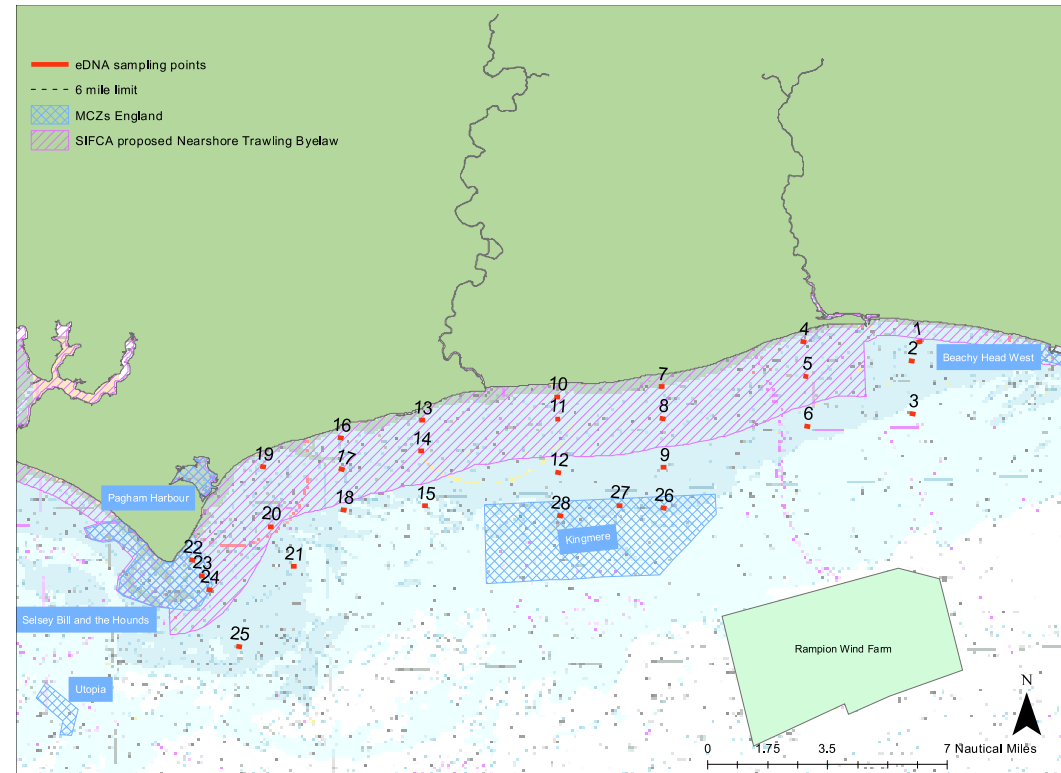 eDNA sampling points
6 mile limit
MCZs England
SIFCA proposed Nearshore Trawling Byelaw
4
1
2
Beachy Head West
5
3
7
10
8
11
6
13
16
14
9
12
19
17
15
18
27
26
28
Pagham Harbour
20
Kingmere
22
21
23
24
Selsey Bill and the Hounds
25
Rampion Wind Farm
Utopia
N
0 1.75 3.5 7 Nautical Miles